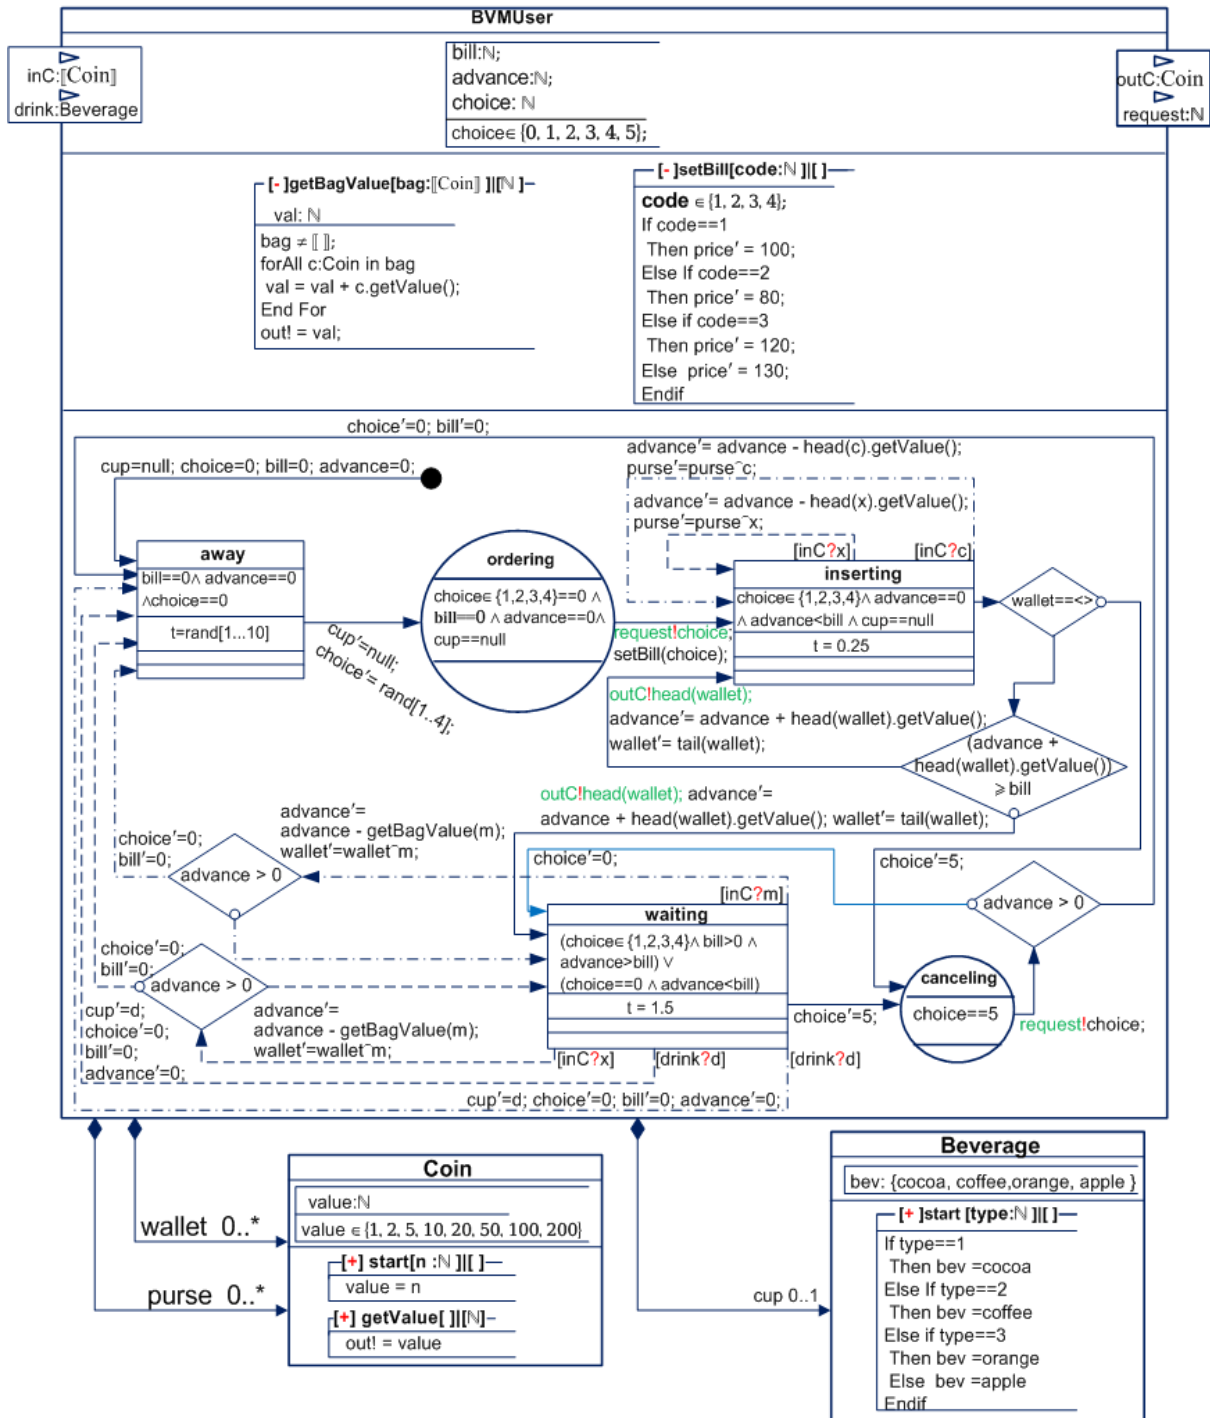 BVMUser
inC:⟦Coin⟧
drink:Beverage
bill:ℕ;
advance:ℕ;
choice: ℕ
choice∈ {0, 1, 2, 3, 4, 5};
outC:Coin
request:ℕ
[-]getBagValue[bag:⟦Coin⟧ ]|[ℕ ]
val: ℕ
bag ≠ ⟦ ⟧;
forAll c:Coin in bag
val = val + c.getValue();
End For
out! = val;
[-]setBill[code:ℕ ]|[ ]
code ∈ {1, 2, 3, 4};
If code==1
Then price′ = 100;
Else If code==2
Then price′ = 80;
Else if code==3
Then price′ = 120;
Else price′ = 130;
Endif
choice′=0; bill′=0;
cup=null; choice=0; bill=0; advance=0;
advance′= advance - head(c).getValue();
purse′=purse⁀c;
advance′= advance - head(x).getValue();
purse′=purse⁀x;
[inC?x]
[inC?c]
away
bill==0∧ advance==0
∧choice==0
t=rand[1...10]
cup′=null;
choice′= rand[1..4];
ordering
choice∈ {1,2,3,4}==0 ∧
bill==0 ∧ advance==0∧
cup==null
request!choice;
setBill(choice);
inserting
choice∈ {1,2,3,4}∧ advance==0
∧ advance<bill ∧ cup==null
t = 0.25
wallet==<>
outC!head(wallet);
advance′= advance + head(wallet).getValue();
wallet′= tail(wallet);
(advance +
head(wallet).getValue())
⩾ bill
outC!head(wallet); advance′=
advance + head(wallet).getValue(); wallet′= tail(wallet);
choice′=0;
choice′=5;
advance′=
advance - getBagValue(m);
wallet′=wallet⁀m;
choice′=0;
bill′=0;
advance > 0
advance > 0
[inC?m]
waiting
(choice∈ {1,2,3,4}∧ bill>0 ∧
advance>bill) ∨
(choice==0 ∧ advance<bill)
t = 1.5
choice′=5;
canceling
choice==5
request!choice;
choice′=0;
bill′=0;
advance > 0
cup′=d;
choice′=0;
bill′=0;
advance′=0;
advance′=
advance - getBagValue(m);
wallet′=wallet⁀m;
[inC?x]
[drink?d]
[drink?d]
cup′=d; choice′=0; bill′=0; advance′=0;
wallet 0..*
purse 0..*
cup 0..1
Coin
value:ℕ
value ∈ {1, 2, 5, 10, 20, 50, 100, 200}
[+] start[n :ℕ ]|[ ]
value = n
[+] getValue[ ]|[ℕ]
out! = value
Beverage
bev: {cocoa, coffee,orange, apple }
[+ ]start [type:ℕ ]|[ ]
If type==1
Then bev =cocoa
Else If type==2
Then bev =coffee
Else if type==3
Then bev =orange
Else bev =apple
Endif